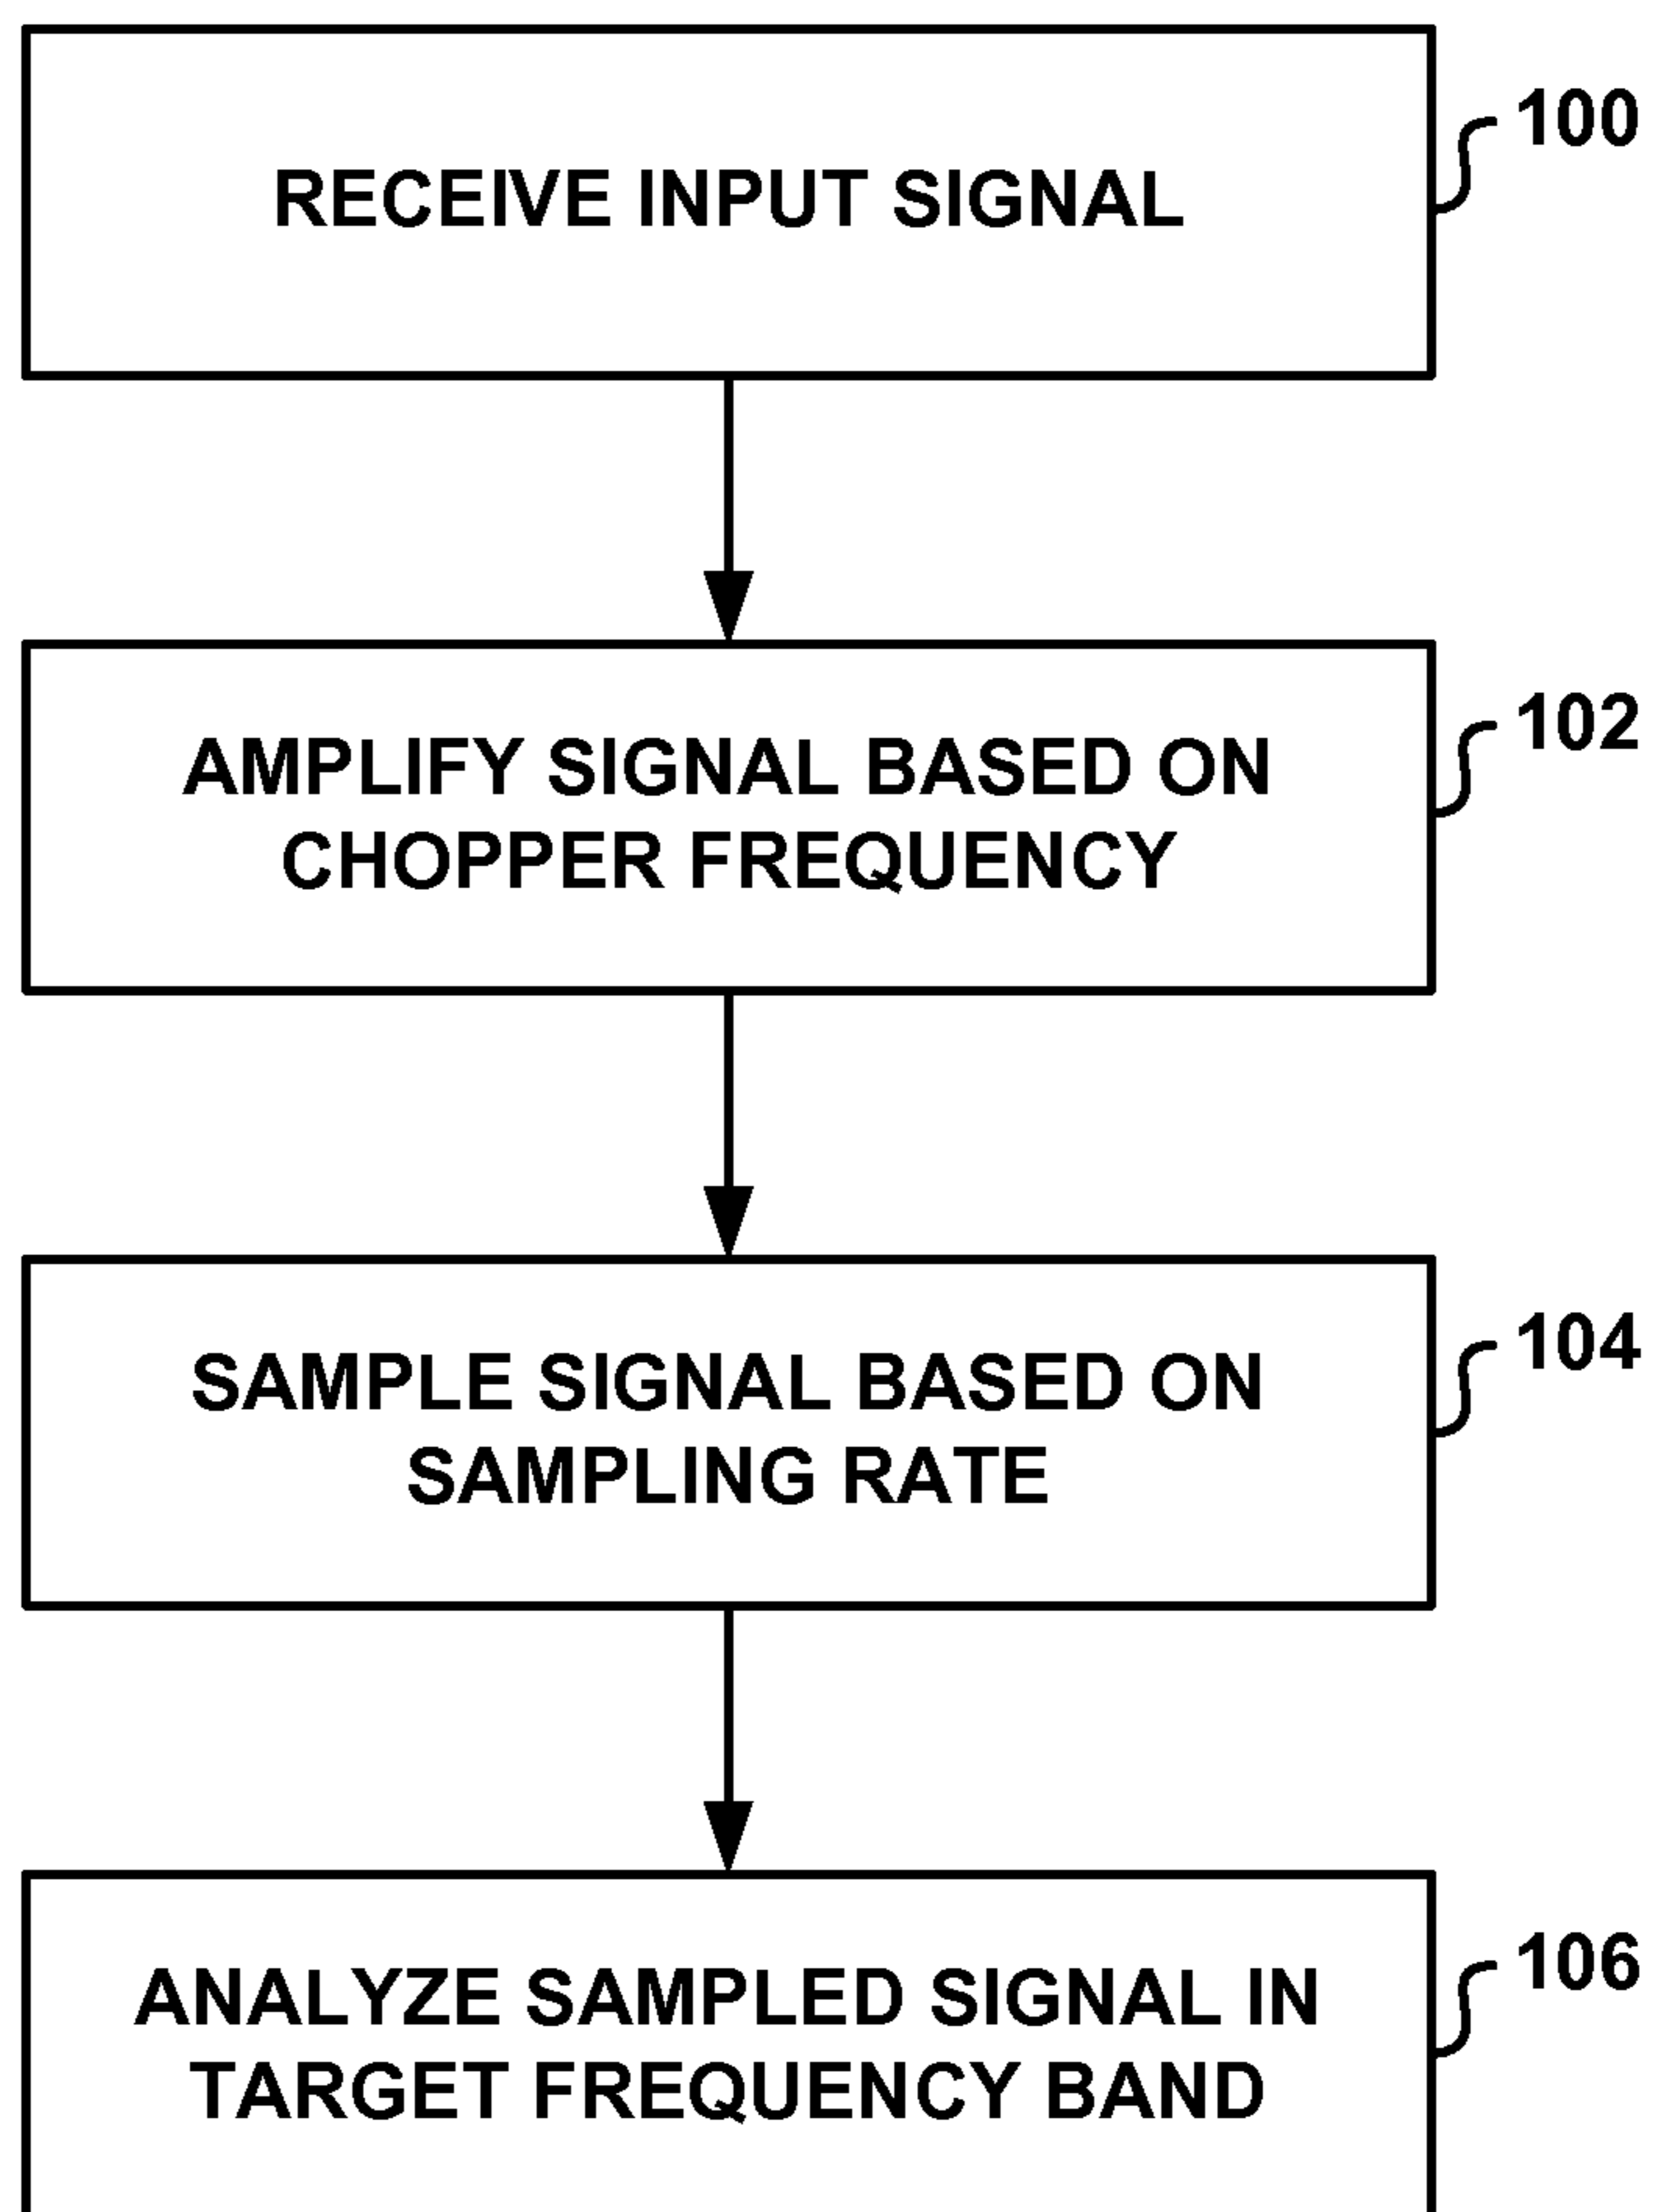 RECEIVE INPUT SIGNAL
100
AMPLIFY SIGNAL BASED ON
CHOPPER FREQUENCY
102
SAMPLE SIGNAL BASED ON
SAMPLING RATE
104
ANALYZE SAMPLED SIGNAL IN
TARGET FREQUENCY BAND
106